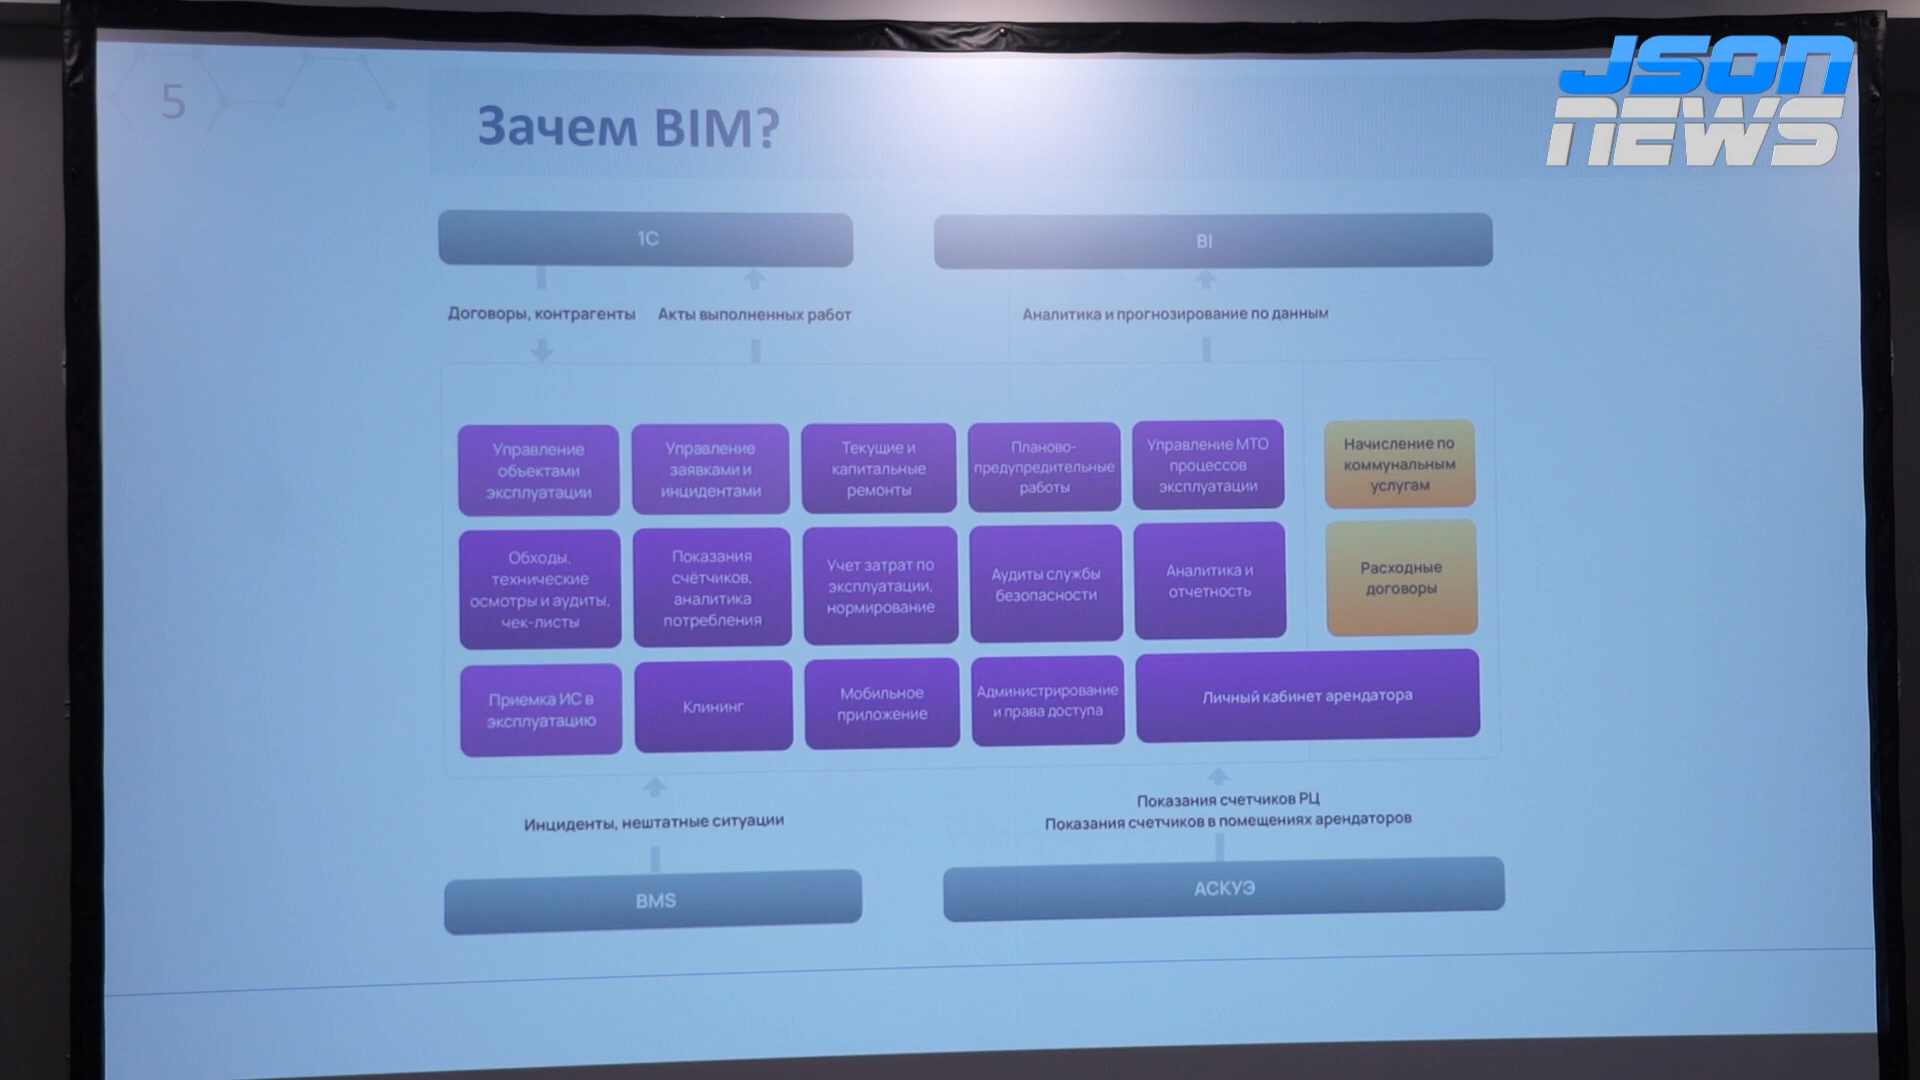 JSON
NEWS
5
Зачем BIM?
1С
BI
Договоры, контрагенты
Акты выполненных работ
Аналитика и прогнозирование по данным
Управление
объектами
эксплуатации
Управление
заявками и
инцидентами
Текущие и
капитальные
ремонты
Планово-
предупредительные
работы
Управление МТО
процессов
эксплуатации
Начисление по
коммунальным
услугам
Обходы,
технические
осмотры и аудиты,
чек-листы
Показания
счётчиков,
аналитика
потребления
Учет затрат по
эксплуатации,
нормирование
Аудиты службы
безопасности
Аналитика и
отчетность
Расходные
договоры
Приемка ИС в
эксплуатацию
Клининг
Мобильное
приложение
Администрирование
и права доступа
Личный кабинет арендатора
Инциденты, нештатные ситуации
Показания счетчиков РЦ
Показания счетчиков в помещениях арендаторов
BMS
АСКУЭ